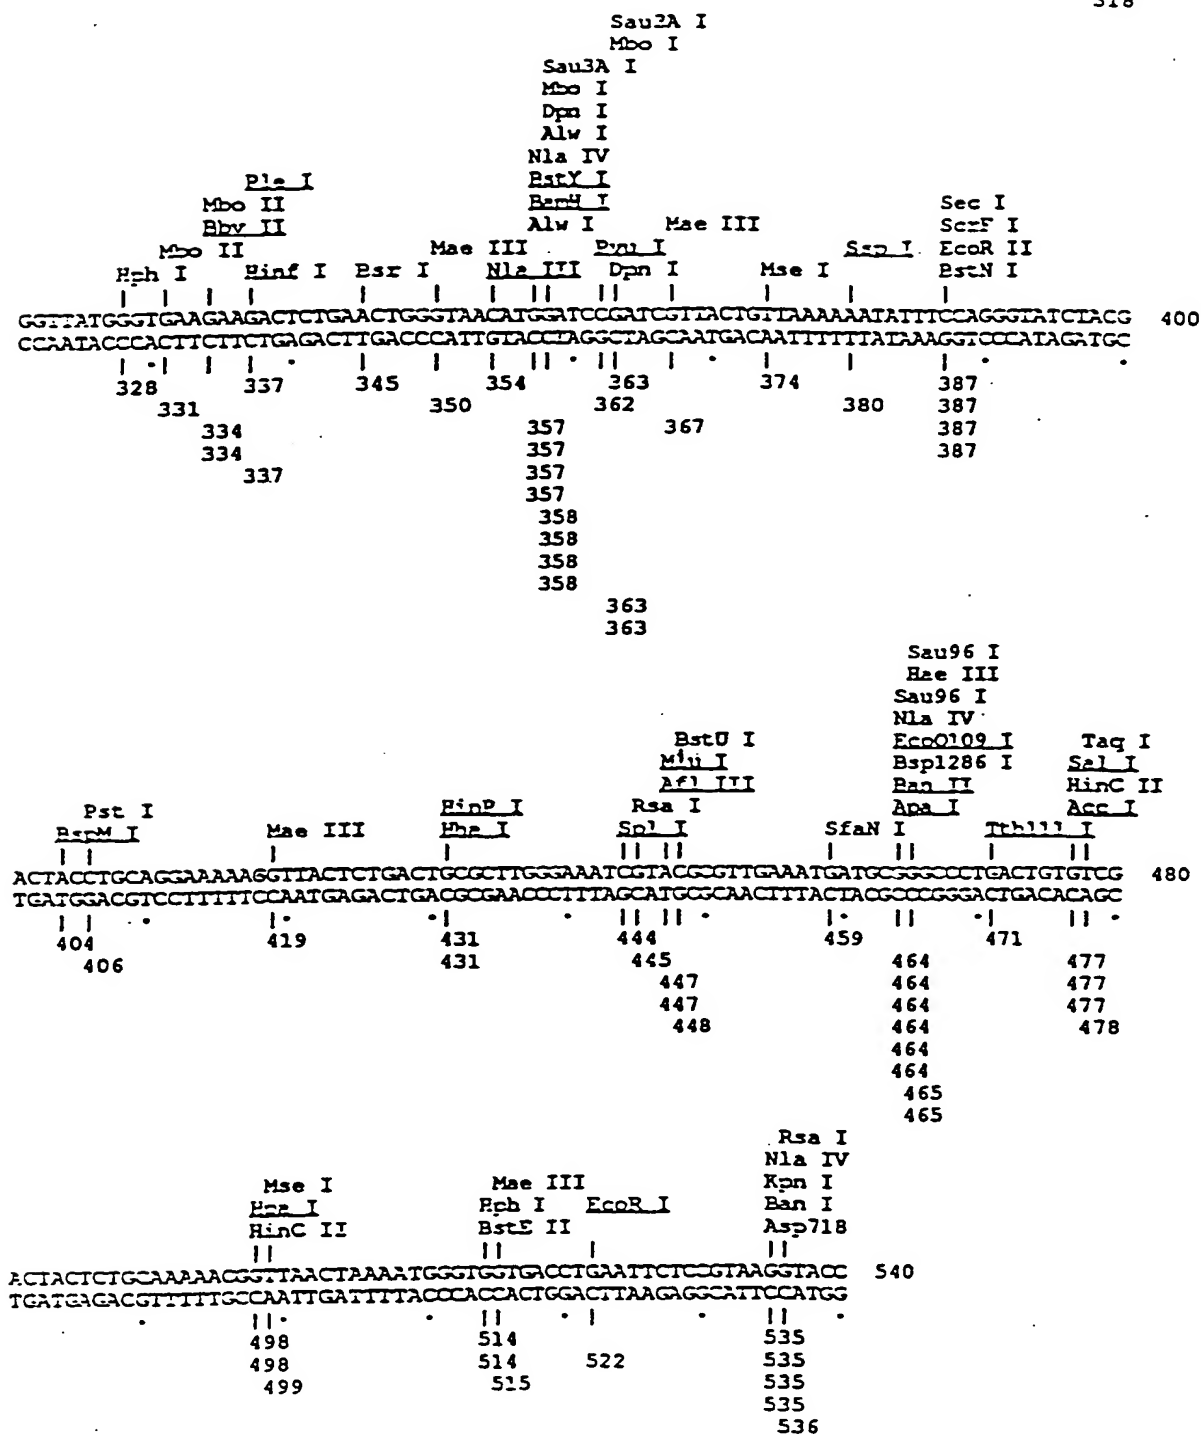 318
Sau3A I
Mbo I
Sau3A I
Mbo I
Dpn I
Alw I
Nla IV
Ple I BstY I
Mbo II BamH I Sec I
Bbv II Alw I Mae III ScrF I
Mbo II Mae III Pvu I Ssp I EcoR II
Hph I Hinf I Bsr I Nla III Dpn I Mse I BstN I
GGTTATGGGTGAAGAAGACTCTGAACTGGGTAACATGGATCCGATCGTTACTGTTAAAAAATATTTCCAGGGTATCTACG 400
CCAATACCCACTTCTTCTGAGACTTGACCCATTGTACCTAGGCTAGCAATGACAATTTTTTATAAAGGTCCCATAGATGC
328 337 345 354 363 374 387
331 350 362 380 387
334 357 367 387
334 357 387
337 357
357
358
358
358
358
363
363
Sau96 I
Hae III
Sau96 I
Nla IV
BstU I EcoO109 I Taq I
Mlu I Bsp1286 I Sal I
Afl III Ban II HinC II
Pst I HinP I Rsa I Apa I Acc I
BspM I Mae III Hha I Spl I SfaN I Tth111 I
ACTACCTGCAGGAAAAAGGTTACTCTGACTGCGCTTGGGAAATCGTACGCGTTGAAATGATGCGGGCCCTGACTGTGTCG 480
TGATGGACGTCCTTTTTCCAATGAGACTGACGCGAACCCTTTAGCATGCGCAACTTTACTACGCCCGGGACTGACACAGC
404 419 431 444 459 471
406 431 445 464 477
447 464 477
447 464 477
448 464 478
464
464
465
465
Rsa I
Nla IV
Mse I Mae III Kpn I
Hpa I Hph I EcoR I Ban I
HinC II BstE II Asp718
ACTACTCTGCAAAAACGGTTAACTAAAATGGGTGGTGACCTGAATTCTCCGTAAGGTACC 540
TGATGAGACGTTTTTGCCAATTGATTTTACCCACCACTGGACTTAAGAGGCATTCCATGG
498 514 535
498 514 522 535
499 515 535
535
536